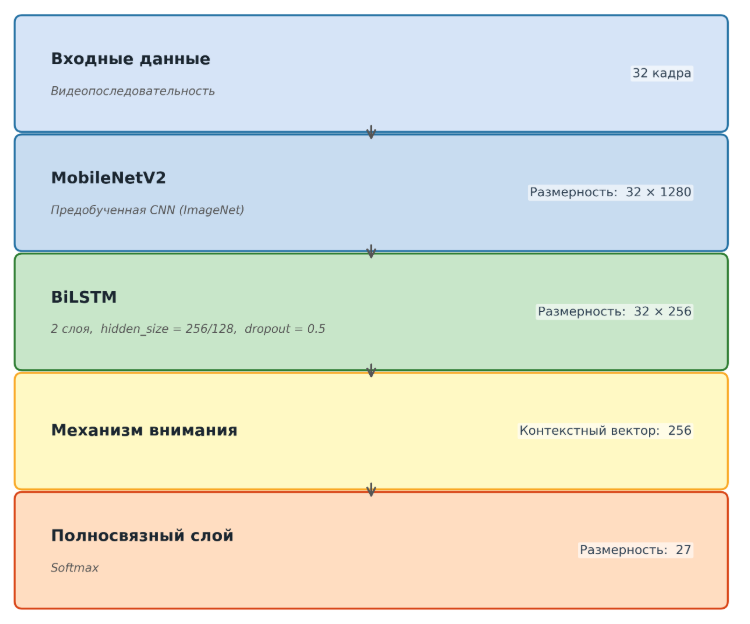 Входные данные
Видеопоследовательность
32 кадра
MobileNetV2
Предобученная CNN (ImageNet)
Размерность: 32 × 1280
BiLSTM
2 слоя, hidden_size = 256/128, dropout = 0.5
Размерность: 32 × 256
Механизм внимания
Контекстный вектор: 256
Полносвязный слой
Softmax
Размерность: 27